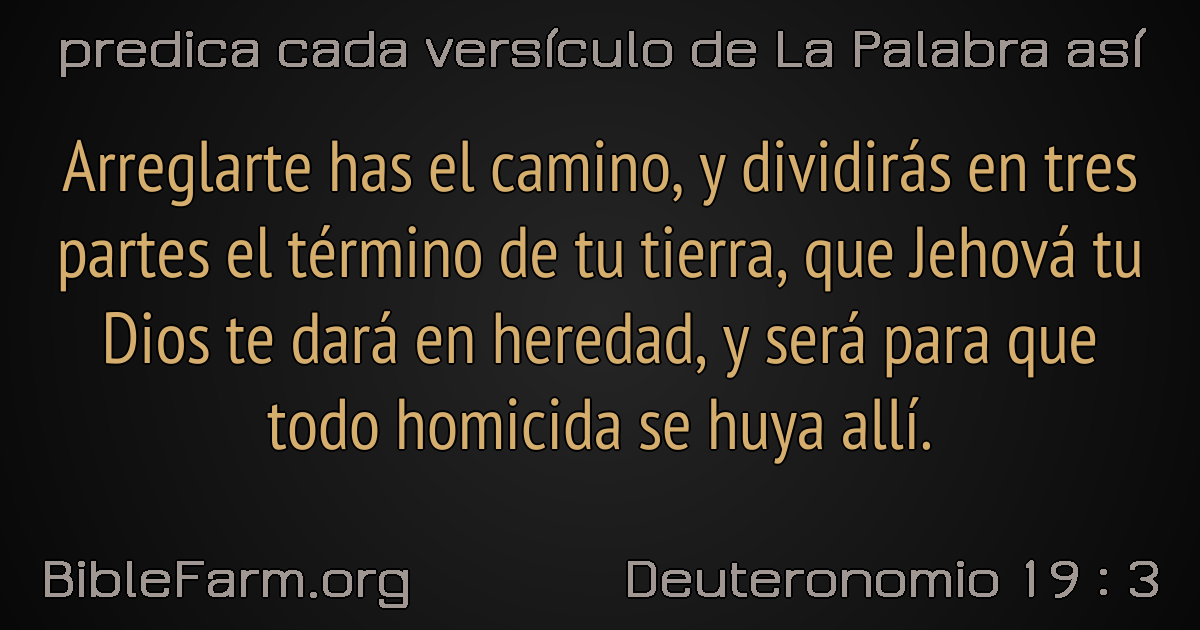 predica cada versículo de La Palabra así
Arreglarte has el camino, y dividirás en tres
partes el término de tu tierra, que Jehová tu
Dios te dará en heredad, y será para que
todo homicida se huya allí.
BibleFarm.org
Deuteronomio 19 : 3